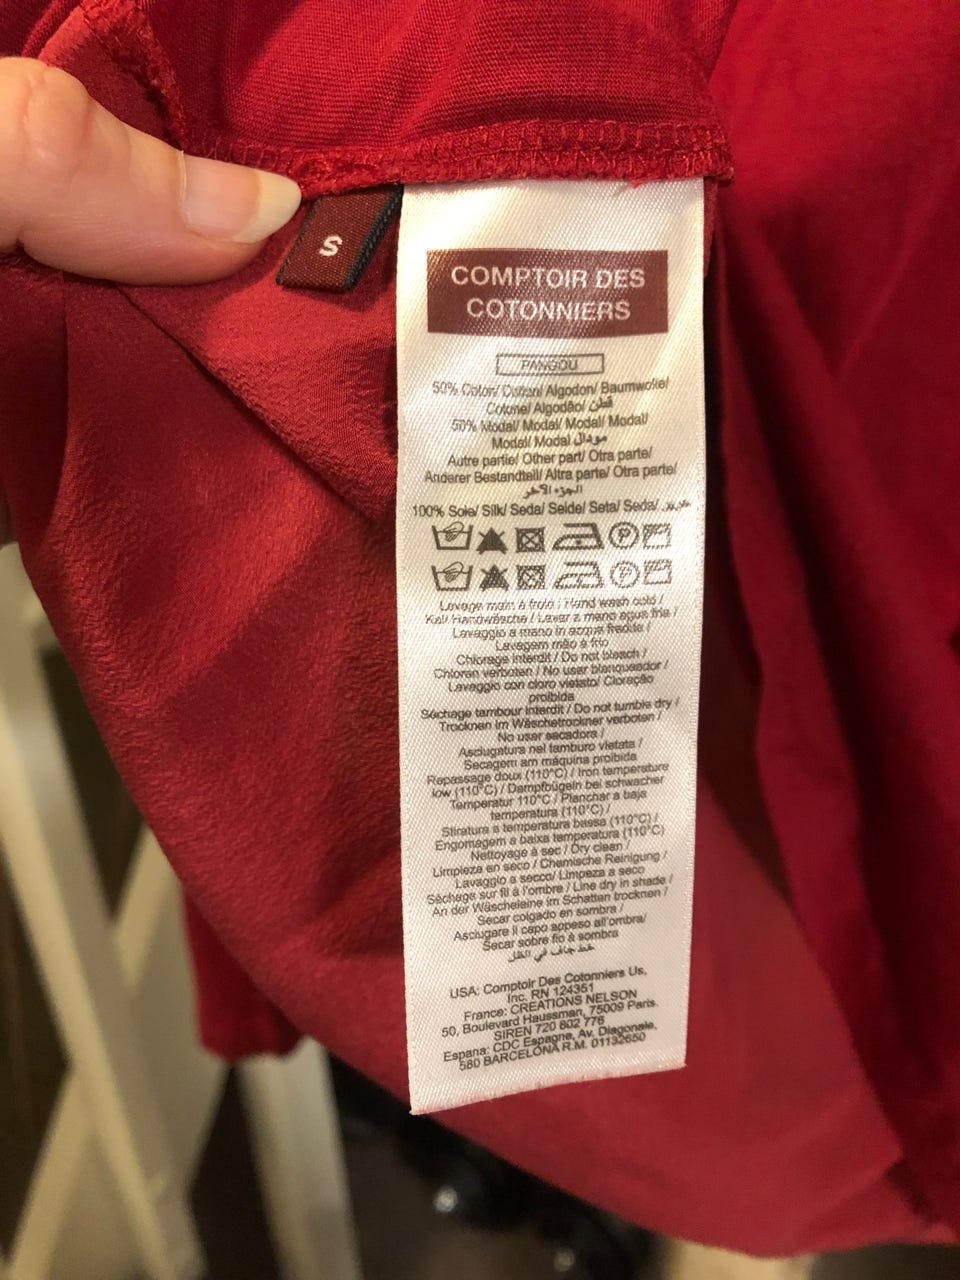 S
COMPTOIR DES
COTONNIERS
PANGOU
50% Coton/ Cotton/ Algodon/ Baumwolle/
Cotone/ Algodão/ قطن
50% Modal/ Modal/ Modal/ Modal/
Modal/ Modal مودال
Autre partie/ Other part/ Otra parte/
Anderer Bestandteil/ Altra parte/ Otra parte/
الجزء الآخر
100% Soie/ Silk/ Seda/ Seide/ Seta/ Seda/
P
P
Lavage main à froid / Hand wash cold /
Kalt Handwäsche / Lavar a mano agua fria /
Lavaggio a mano in acqua fredda /
Lavagem mão à frio
Chlorage interdit / Do not bleach /
Chloren verboten / No usar blanqueador /
Lavaggio con cloro vietato/ Cloração
proibida
Séchage tambour interdit / Do not tumble dry /
Trocknen im Wäschetrockner verboten /
No usar secadora /
Asciugatura nel tamburo vietata /
Secagem am máquina proibida
Repassage doux (110°C) / Iron temperature
low (110°C) / Dampfbügeln bei schwacher
Temperatur 110°C / Planchar a baja
temperatura (110°C) /
Stiratura a temperatura bassa (110°C) /
Engomagem a baixa temperatura (110°C)
Nettoyage à sec / Dry clean /
Limpieza en seco / Chemische Reinigung /
Lavaggio a secco/ Limpeza a seco
Séchage sur fil à l'ombre / Line dry in shade /
An der Wäscheleine im Schatten trocknen /
Secar colgado en sombra /
Asciugare il capo appeso all'ombra/
Secar sobre fio à sombra
خط جاف في الظل
USA: Comptoir Des Cotonniers Us,
Inc. RN 124351
France: CREATIONS NELSON
50, Boulevard Haussman, 75009 Paris.
SIREN 720 802 776
Espana: CDC Espagne, Av. Diagonale,
580 BARCELONA R.M. 01132650